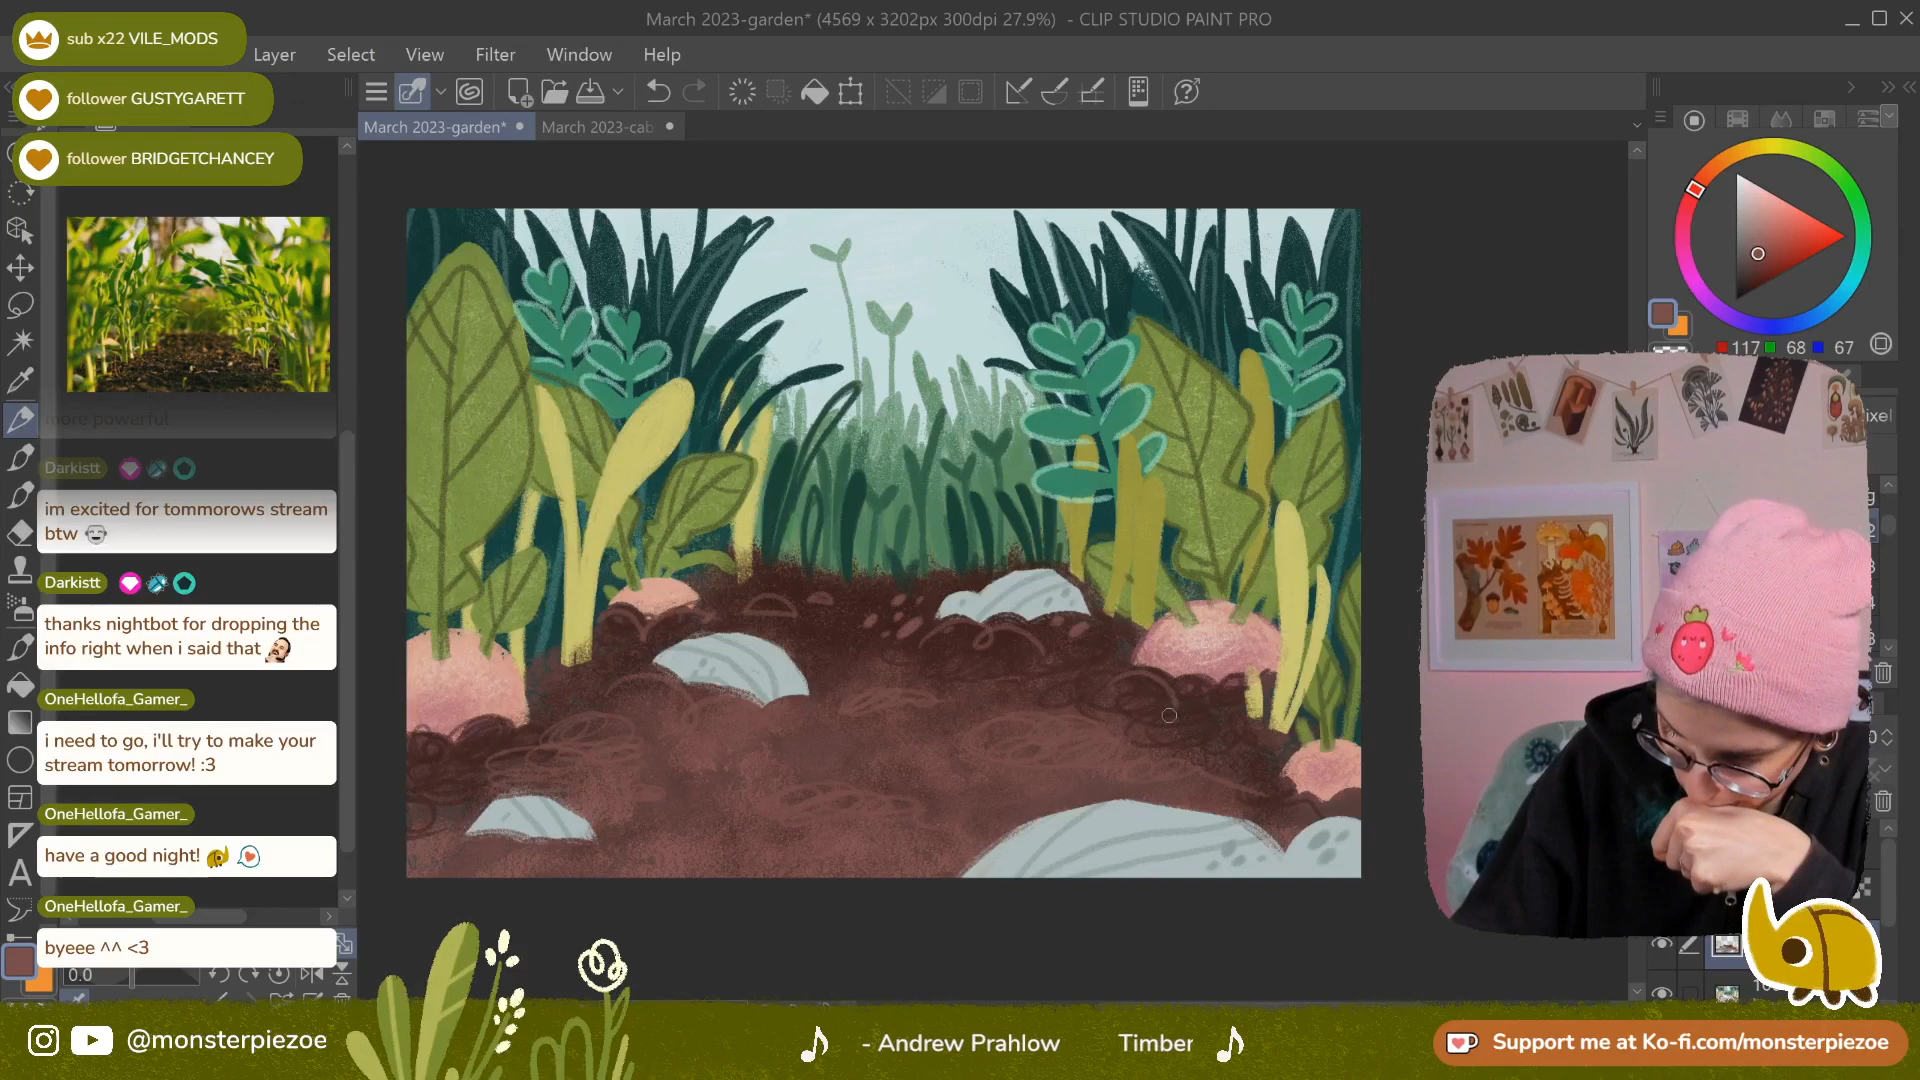 March 2023-garden* (4569 x 3202px 300dpi 27.9%) - CLIP STUDIO PAINT PRO
sub x22 VILE_MODS
Layer Select View Filter Window Help
follower GUSTYGARETT
March 2023-garden* March 2023-cab
follower BRIDGETCHANCEY
117 68 67
more powerful
Darkistt
im excited for tommorows stream
btw
Darkistt
thanks nightbot for dropping the
info right when i said that
OneHellofa_Gamer_
i need to go, i'll try to make your
stream tomorrow! :3
OneHellofa_Gamer_
have a good night!
OneHellofa_Gamer_
byeee ^^ <3
0.0
@monsterpiezoe
- Andrew Prahlow Timber
Support me at Ko-fi.com/monsterpiezoe